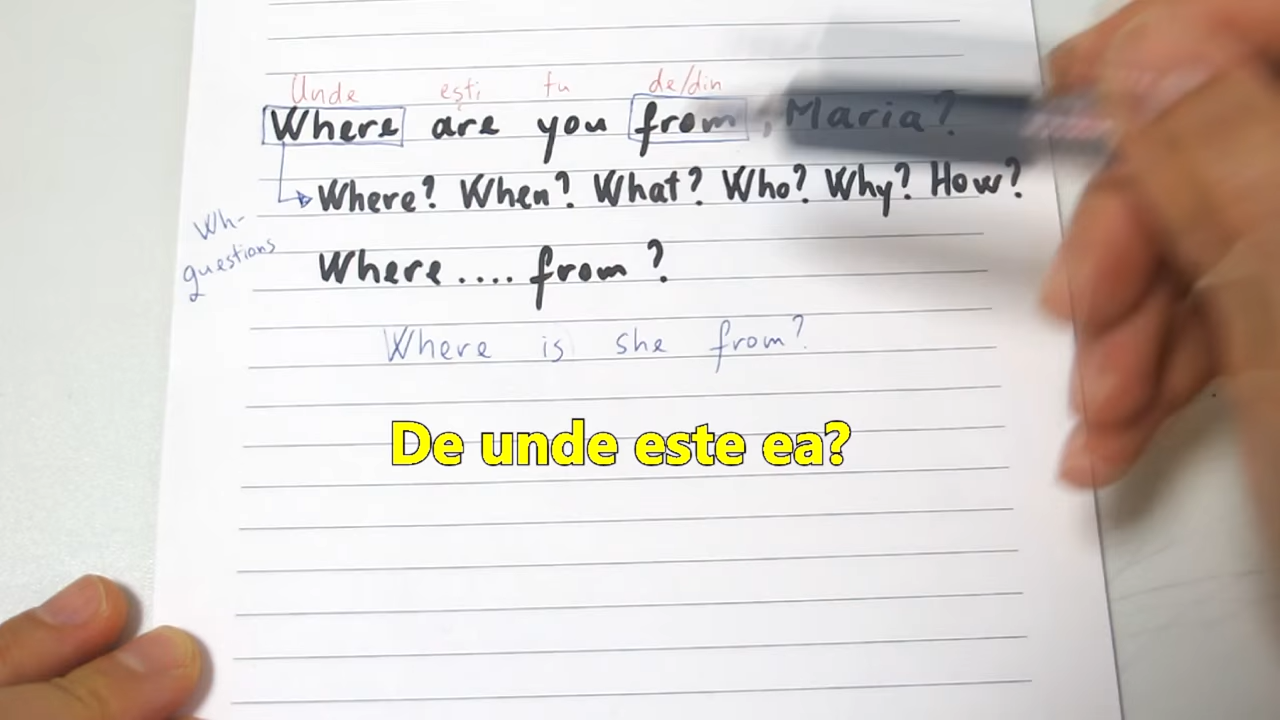 Unde ești tu de/din
Where are you from, Maria?
Where? When? What? Who? Why? How?
Wh-
questions
Where .... from?
Where is she from?
De unde este ea?